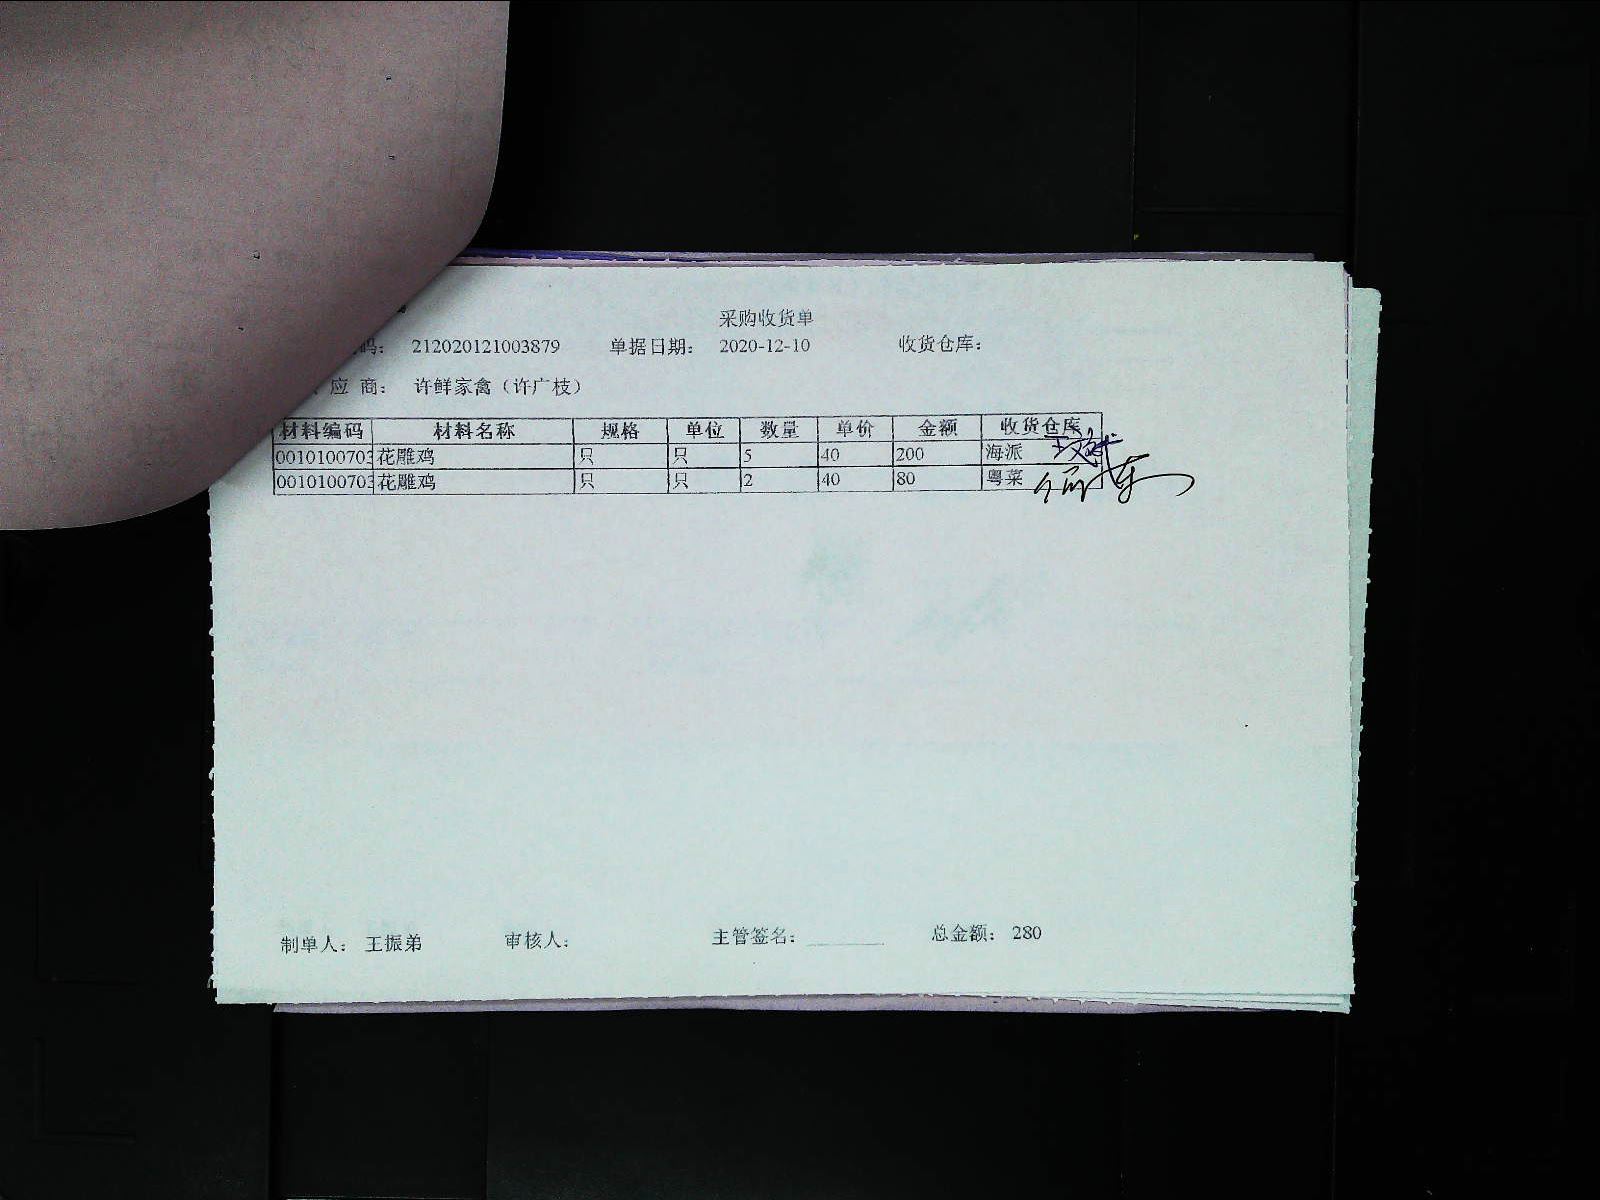 采购收货单
码： 212020121003879 单据日期： 2020-12-10 收货仓库：
应 商： 许鲜家禽（许广枝）
材料编码 材料名称 规格 单位 数量 单价 金额 收货仓库
0010100703 花雕鸡 只 只 5 40 200 海派
0010100703 花雕鸡 只 只 2 40 80 粤菜
制单人： 王振弟 审核人： 主管签名： 总金额： 280